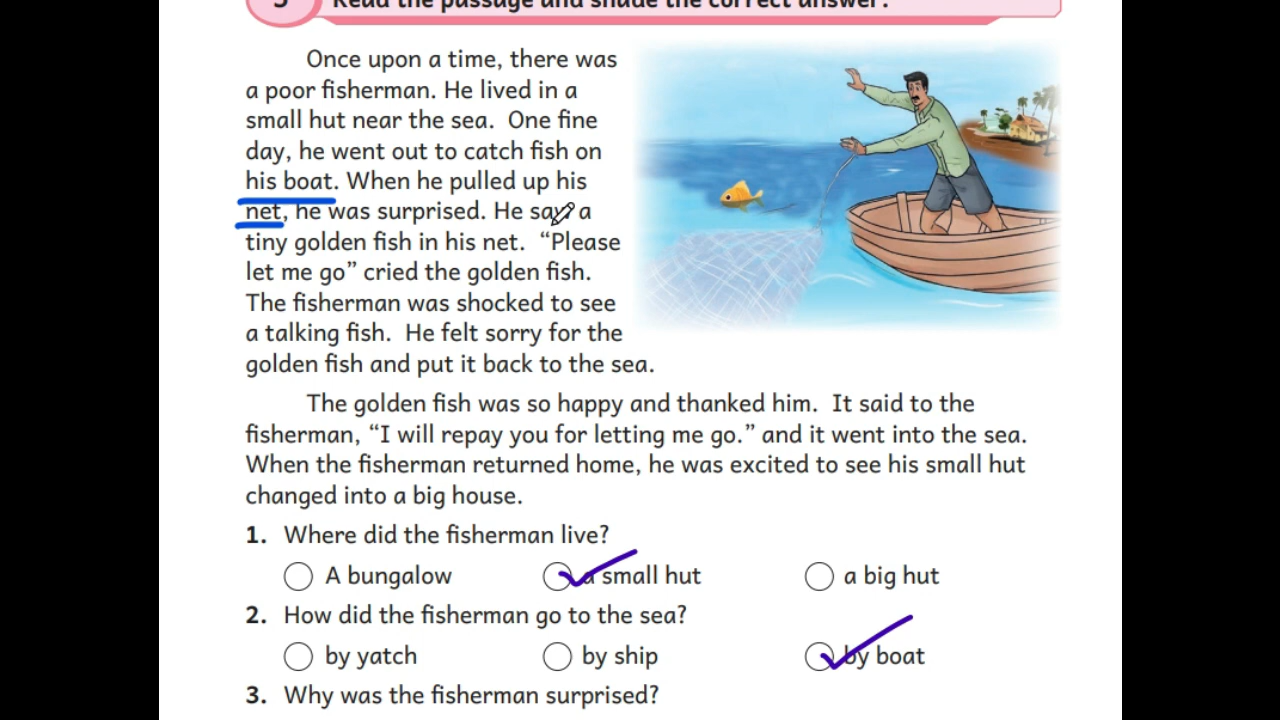 5 Read the passage and shade the correct answer.
Once upon a time, there was
a poor fisherman. He lived in a
small hut near the sea. One fine
day, he went out to catch fish on
his boat. When he pulled up his
net, he was surprised. He saw a
tiny golden fish in his net. “Please
let me go” cried the golden fish.
The fisherman was shocked to see
a talking fish. He felt sorry for the
golden fish and put it back to the sea.
The golden fish was so happy and thanked him. It said to the
fisherman, “I will repay you for letting me go.” and it went into the sea.
When the fisherman returned home, he was excited to see his small hut
changed into a big house.
1. Where did the fisherman live?
A bungalow a small hut a big hut
2. How did the fisherman go to the sea?
by yatch by ship by boat
3. Why was the fisherman surprised?